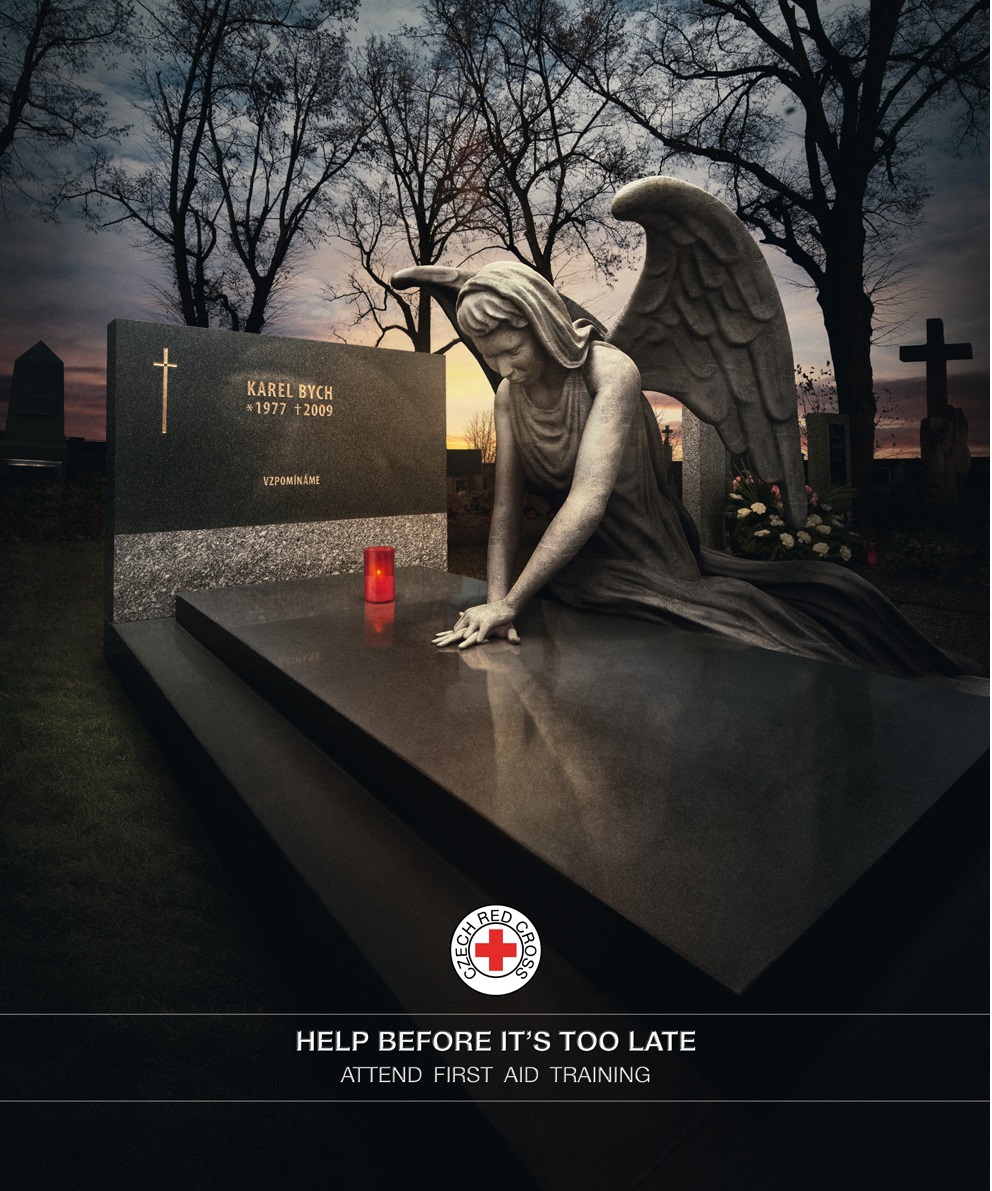 KAREL BYCH
*1977 †2009
VZPOMÍNÁME
CZECH RED CROSS
HELP BEFORE IT'S TOO LATE
ATTEND FIRST AID TRAINING